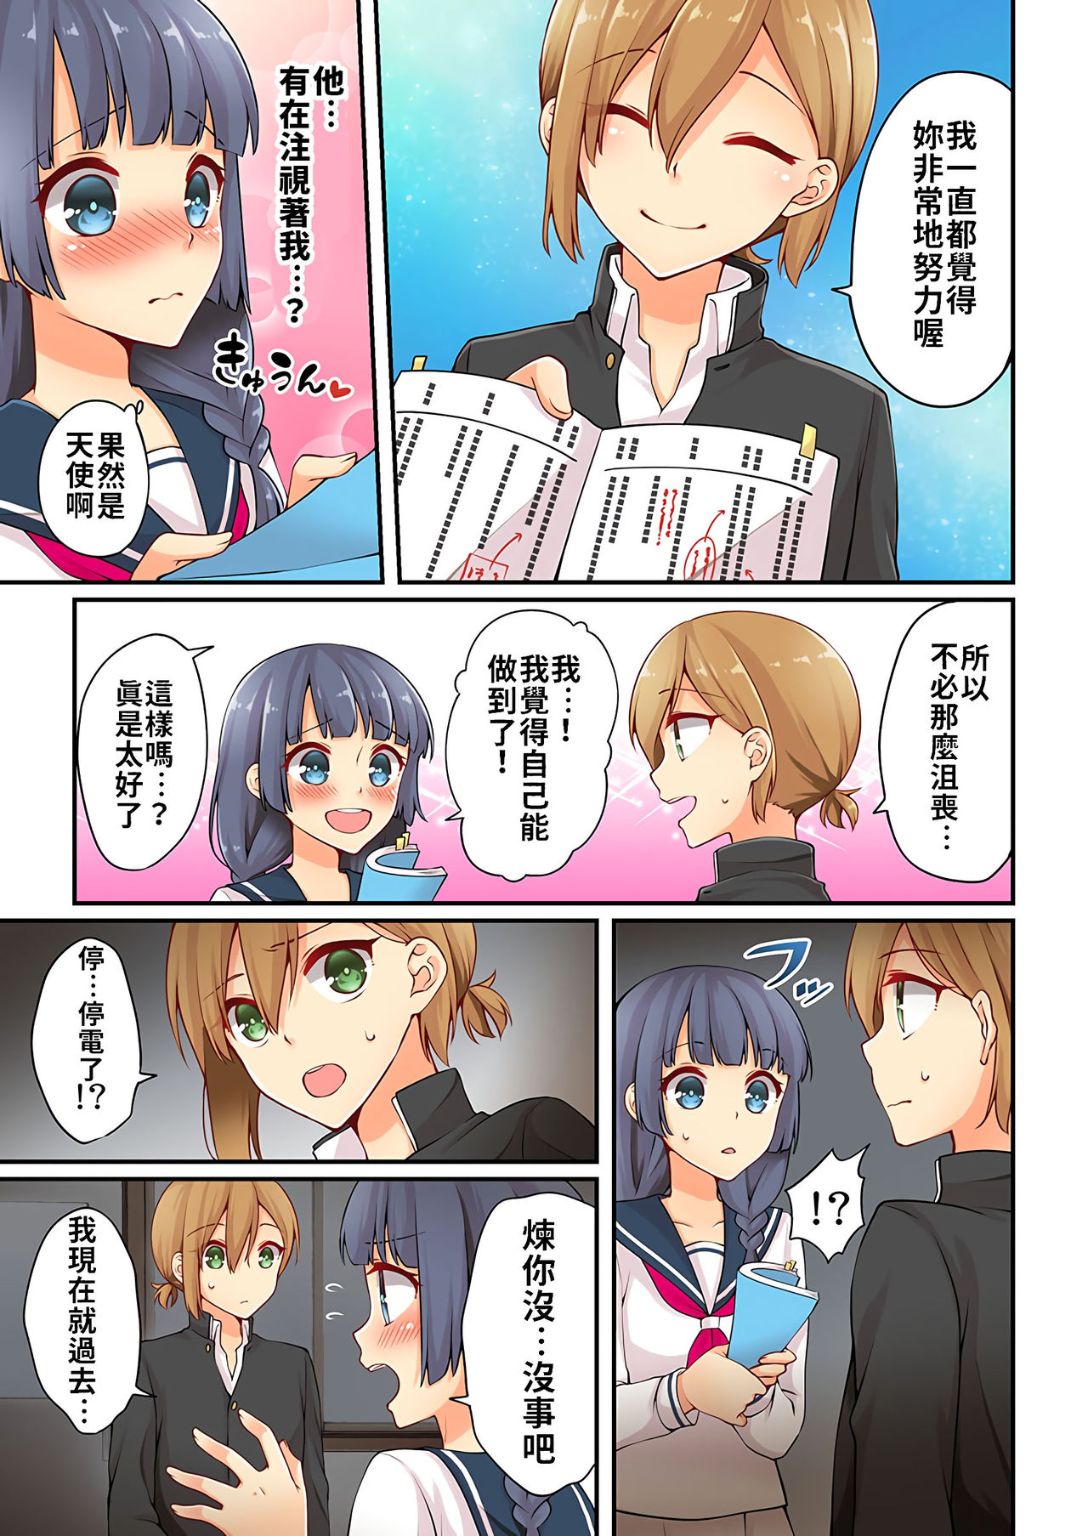 我一直都覺得
妳非常地努力喔
他…
有在注視著我…？
きゅうん♥
果然是
天使啊
所以
不必那麼沮喪…
我…！
我覺得自己能
做到了！
這樣嗎…？
眞是太好了
フッ
!?
停…停電了!?
煉你沒…沒事吧
我現在就過去…